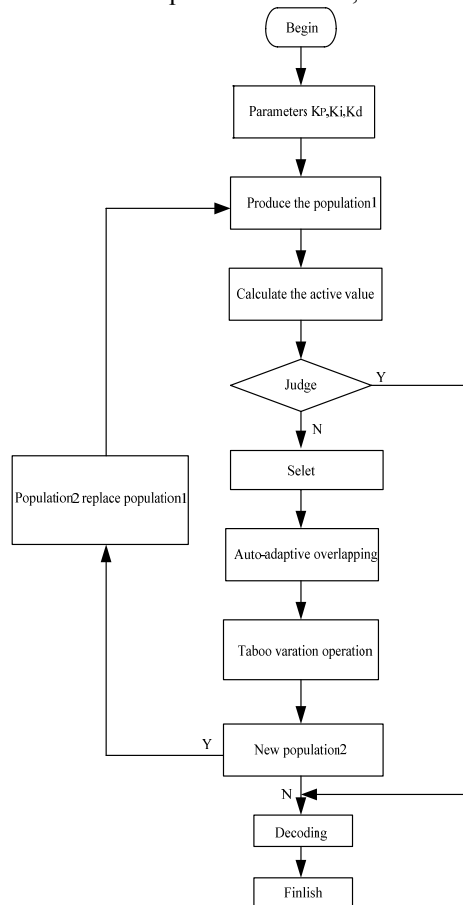 Begin
Parameters KP,Ki,Kd
Produce the population1
Calculate the active value
Judge
Y
N
Selet
Population2 replace population1
Auto-adaptive overlapping
Taboo varation operation
Y
New population2
N
Decoding
Finlish